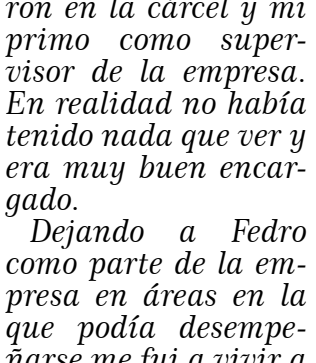 ron en la cárcel y mi
primo como super-
visor de la empresa.
En realidad no había
tenido nada que ver y
era muy buen encar-
gado.
Dejando a Fedro
como parte de la em-
presa en áreas en la
que podía desempe-
ñarse me fui a vivir a